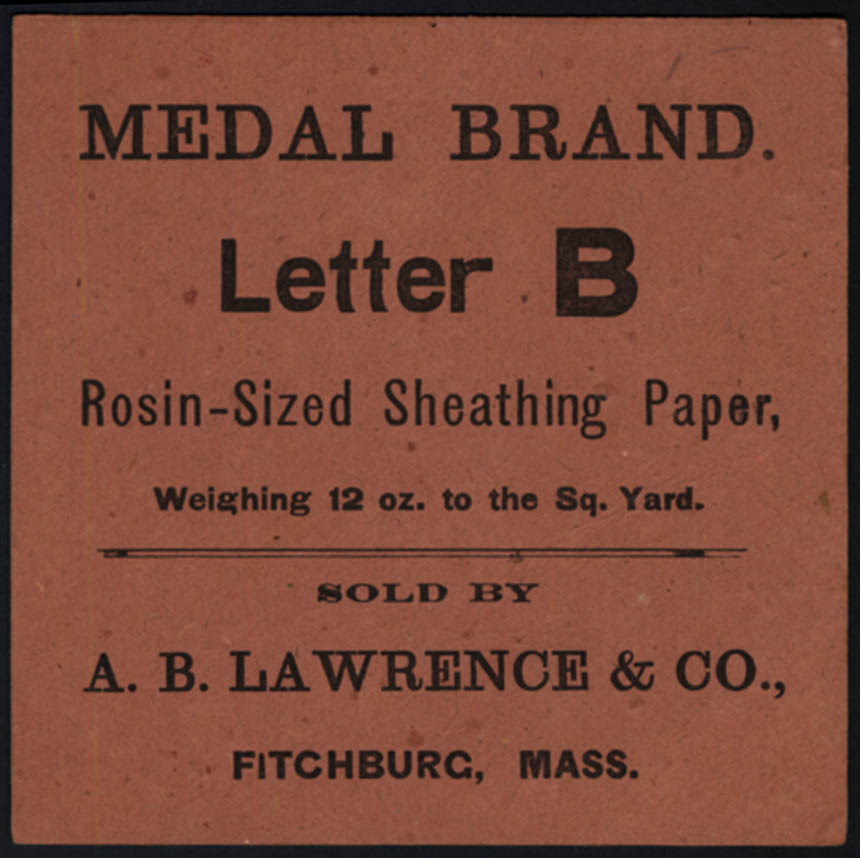 MEDAL BRAND.
Letter B
Rosin-Sized Sheathing Paper,
Weighing 12 oz. to the Sq. Yard.
SOLD BY
A. B. LAWRENCE & CO.,
FITCHBURG, MASS.